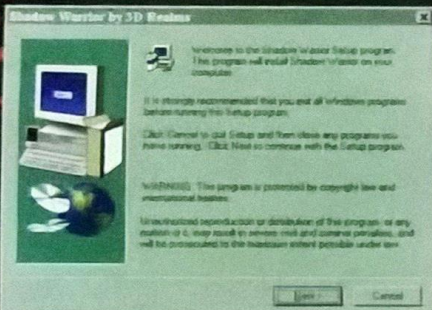 Shadow Warrior by 3D Realms
Welcome to the Shadow Warrior Setup program.
This program will install Shadow Warrior on your
computer.
It is strongly recommended that you exit all Windows programs
before running this Setup program.
Click Cancel to quit Setup and then close any programs you
have running. Click Next to continue with the Setup program.
WARNING: This program is protected by copyright law and
international treaties.
Unauthorized reproduction or distribution of this program, or any
portion of it, may result in severe civil and criminal penalties, and
will be prosecuted to the maximum extent possible under law.
Next >
Cancel